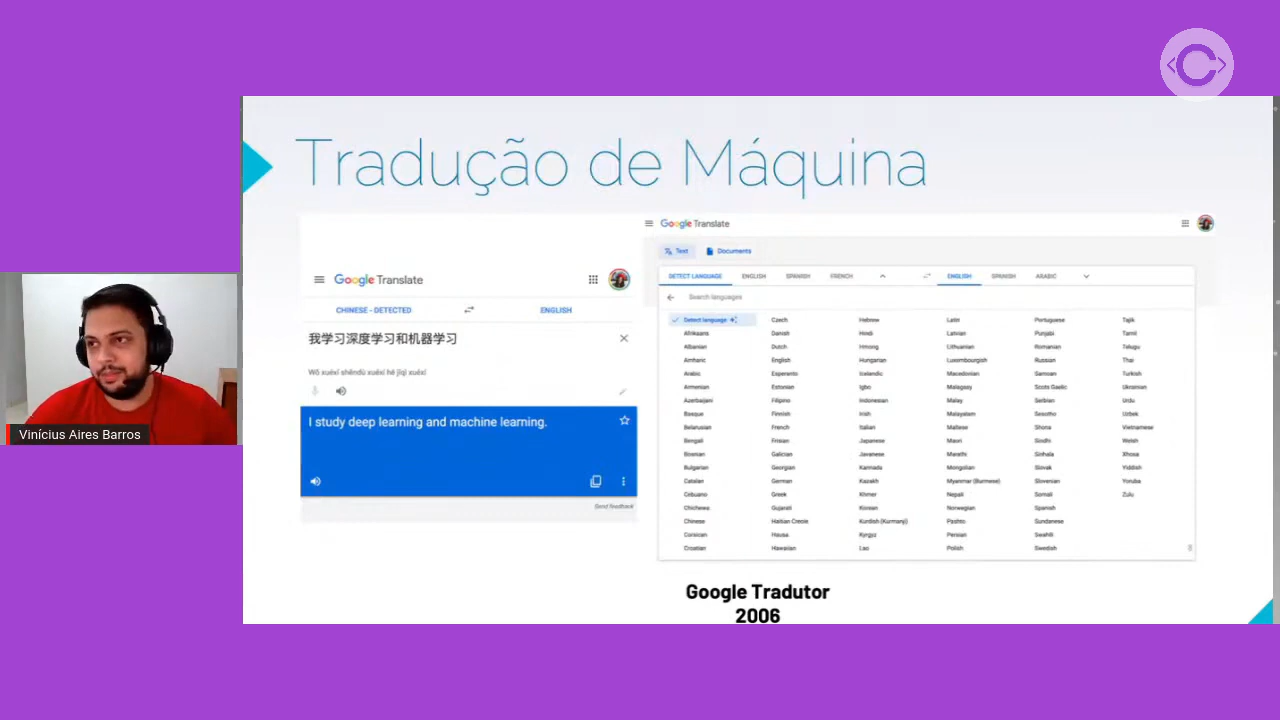 Tradução de Máquina
Google Translate
CHINESE - DETECTED
ENGLISH
我学习深度学习和机器学习
Wǒ xuéxí shēndù xuéxí hé jīqì xuéxí
I study deep learning and machine learning.
Send feedback
Google Translate
Text
Documents
DETECT LANGUAGE ENGLISH SPANISH FRENCH ENGLISH SPANISH ARABIC
Search languages
Detect language Czech Hebrew Latin Portuguese Tajik
Afrikaans Danish Hindi Latvian Punjabi Tamil
Albanian Dutch Hmong Lithuanian Romanian Telugu
Amharic English Hungarian Luxembourgish Russian Thai
Arabic Esperanto Icelandic Macedonian Samoan Turkish
Armenian Estonian Igbo Malagasy Scots Gaelic Ukrainian
Azerbaijani Filipino Indonesian Malay Serbian Urdu
Basque Finnish Irish Malayalam Sesotho Uzbek
Belarusian French Italian Maltese Shona Vietnamese
Bengali Frisian Japanese Maori Sindhi Welsh
Bosnian Galician Javanese Marathi Sinhala Xhosa
Bulgarian Georgian Kannada Mongolian Slovak Yiddish
Catalan German Kazakh Myanmar (Burmese) Slovenian Yoruba
Cebuano Greek Khmer Nepali Somali Zulu
Chichewa Gujarati Korean Norwegian Spanish
Chinese Haitian Creole Kurdish (Kurmanji) Pashto Sundanese
Corsican Hausa Kyrgyz Persian Swahili
Croatian Hawaiian Lao Polish Swedish
Google Tradutor
2006
Vinícius Aires Barros